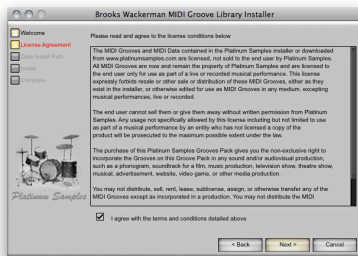 Brooks Wackerman MIDI Groove Library Installer
Welcome
License Agreement
Data Install Path
Install
Complete
Platinum Samples
Please read and agree to the license conditions below
The MIDI Grooves and MIDI Data contained in the Platinum Samples installer or downloaded
from www.platinumsamples.com are licensed, not sold to the end user by Platinum Samples.
All MIDI Grooves are now and remain the property of Platinum Samples and are licensed to
the end user only for use as part of a live or recorded musical performance. This license
expressly forbids resale or other sale or distribution of these MIDI Grooves, either as they
exist in the installer, or otherwise edited for use as MIDI Grooves in any medium, excepting
musical performances, live or recorded.
The end user cannot sell them or give them away without written permission from Platinum
Samples. Any usage not specifically allowed by this license including but not limited to use
as part of a musical performance by an entity who has not licensed a copy of the
product will be prosecuted to the maximum possible extent under the law.
The purchase of this Platinum Samples Grooves Pack gives you the non-exclusive right to
incorporate the Grooves on this Groove Pack in any sound and/or audiovisual production,
such as a phonogram, soundtrack for a film, music production, television show, theatre show,
musical, advertisement, website, video game, or other media production.
You may not distribute, sell, rent, lease, sublicense, assign, or otherwise transfer any of the
MIDI Grooves except as incorporated in a production. You may not distribute the MIDI
I agree with the terms and conditions detailed above
< Back
Next >
Cancel